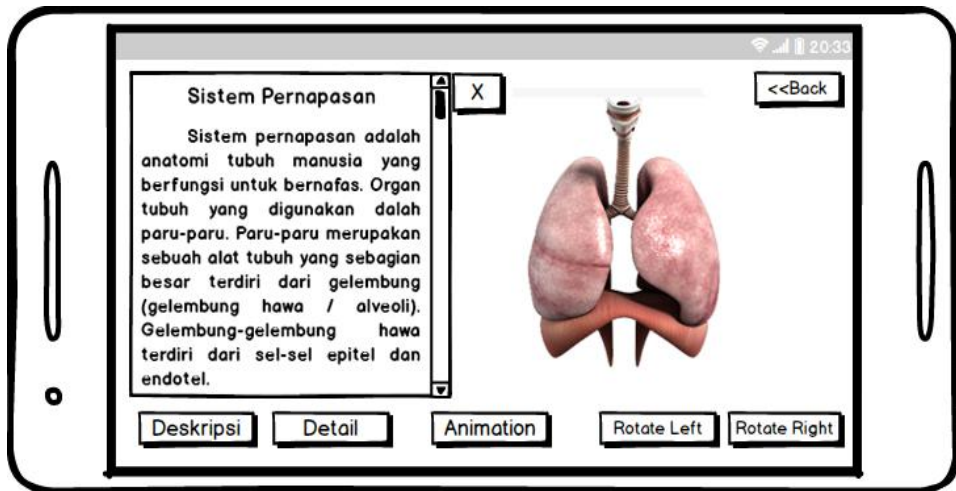 20:33
Sistem Pernapasan
X
<<Back
Sistem pernapasan adalah
anatomi tubuh manusia yang
berfungsi untuk bernafas. Organ
tubuh yang digunakan dalah
paru-paru. Paru-paru merupakan
sebuah alat tubuh yang sebagian
besar terdiri dari gelembung
(gelembung hawa / alveoli).
Gelembung-gelembung hawa
terdiri dari sel-sel epitel dan
endotel.
Deskripsi
Detail
Animation
Rotate Left
Rotate Right